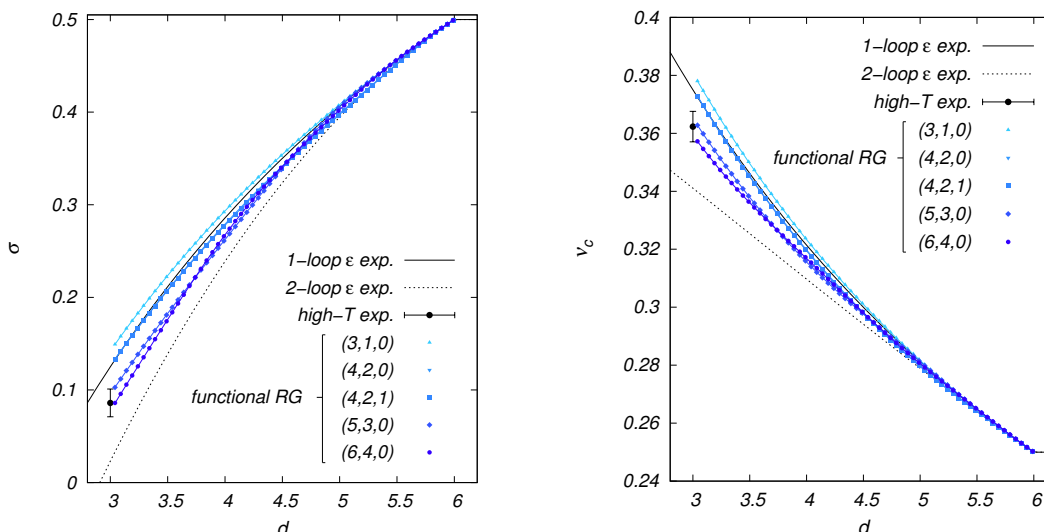 0.5
0.4
0.3
0.2
0.1
0
σ
3 3.5 4 4.5 5 5.5 6
d
1−loop ε exp.
2−loop ε exp.
high−T exp.
functional RG
(3,1,0)
(4,2,0)
(4,2,1)
(5,3,0)
(6,4,0)
0.4
0.38
0.36
0.34
0.32
0.3
0.28
0.26
0.24
ν_c
3 3.5 4 4.5 5 5.5 6
d
1−loop ε exp.
2−loop ε exp.
high−T exp.
functional RG
(3,1,0)
(4,2,0)
(4,2,1)
(5,3,0)
(6,4,0)